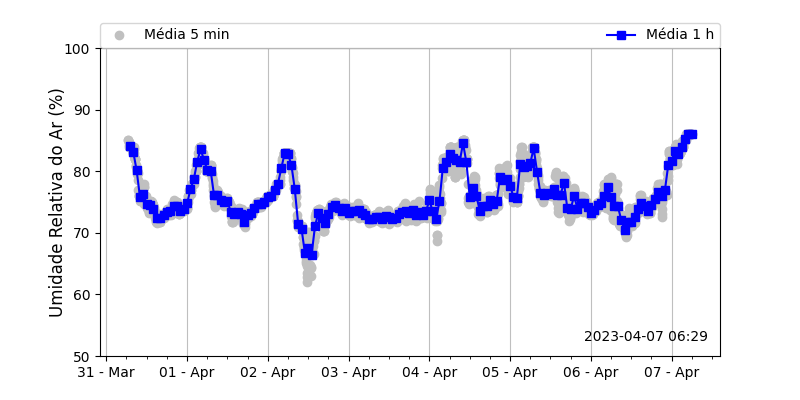 Média 5 min
Média 1 h
Umidade Relativa do Ar (%)
100
90
80
70
60
50
2023-04-07 06:29
31 - Mar
01 - Apr
02 - Apr
03 - Apr
04 - Apr
05 - Apr
06 - Apr
07 - Apr